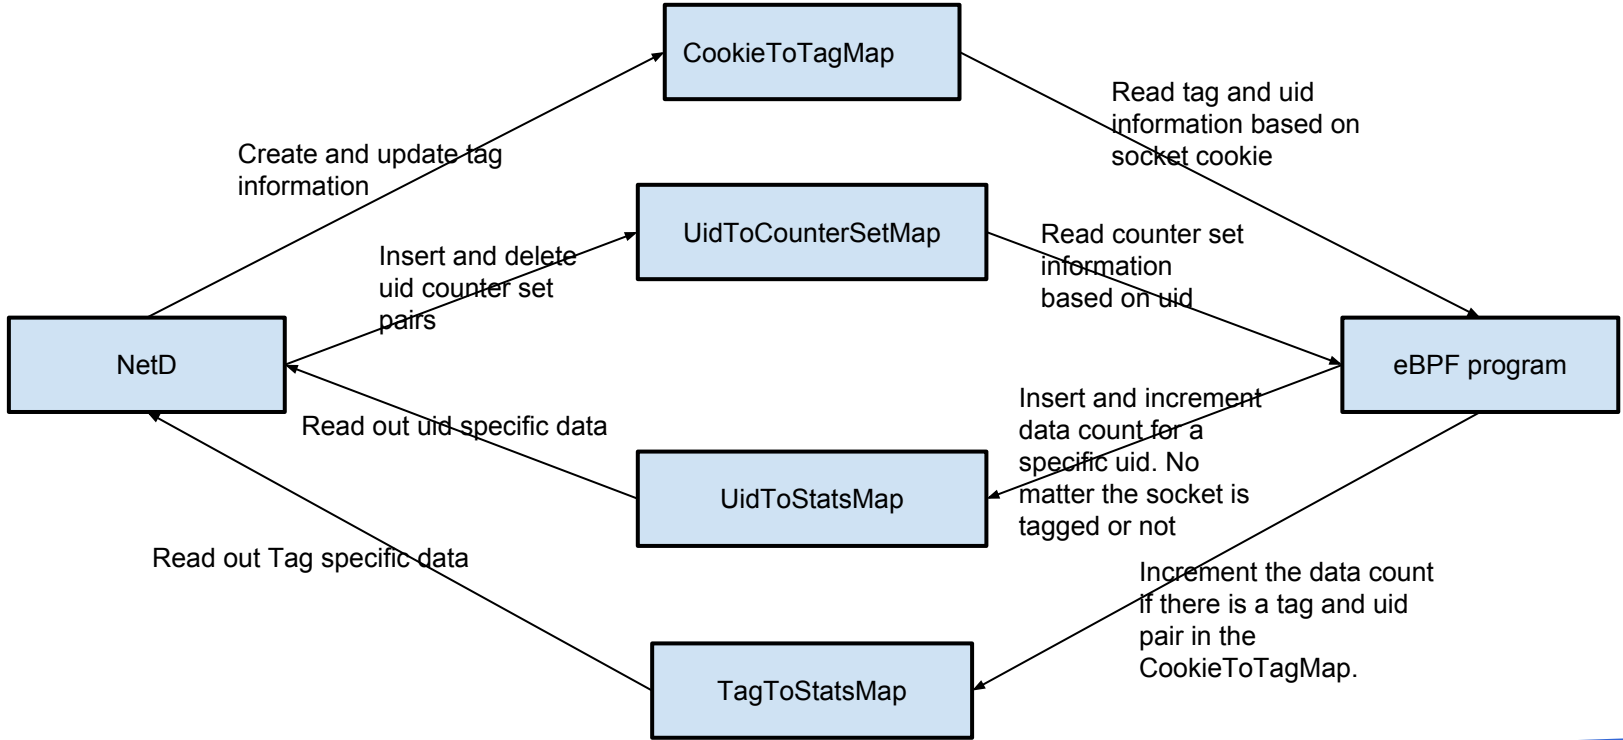 CookieToTagMap
Read tag and uid
information based on
socket cookie
Create and update tag
information
UidToCounterSetMap
Read counter set
information
based on uid
Insert and delete
uid counter set
pairs
NetD
eBPF program
Read out uid specific data
Insert and increment
data count for a
specific uid. No
matter the socket is
tagged or not
UidToStatsMap
Read out Tag specific data
Increment the data count
if there is a tag and uid
pair in the
CookieToTagMap.
TagToStatsMap